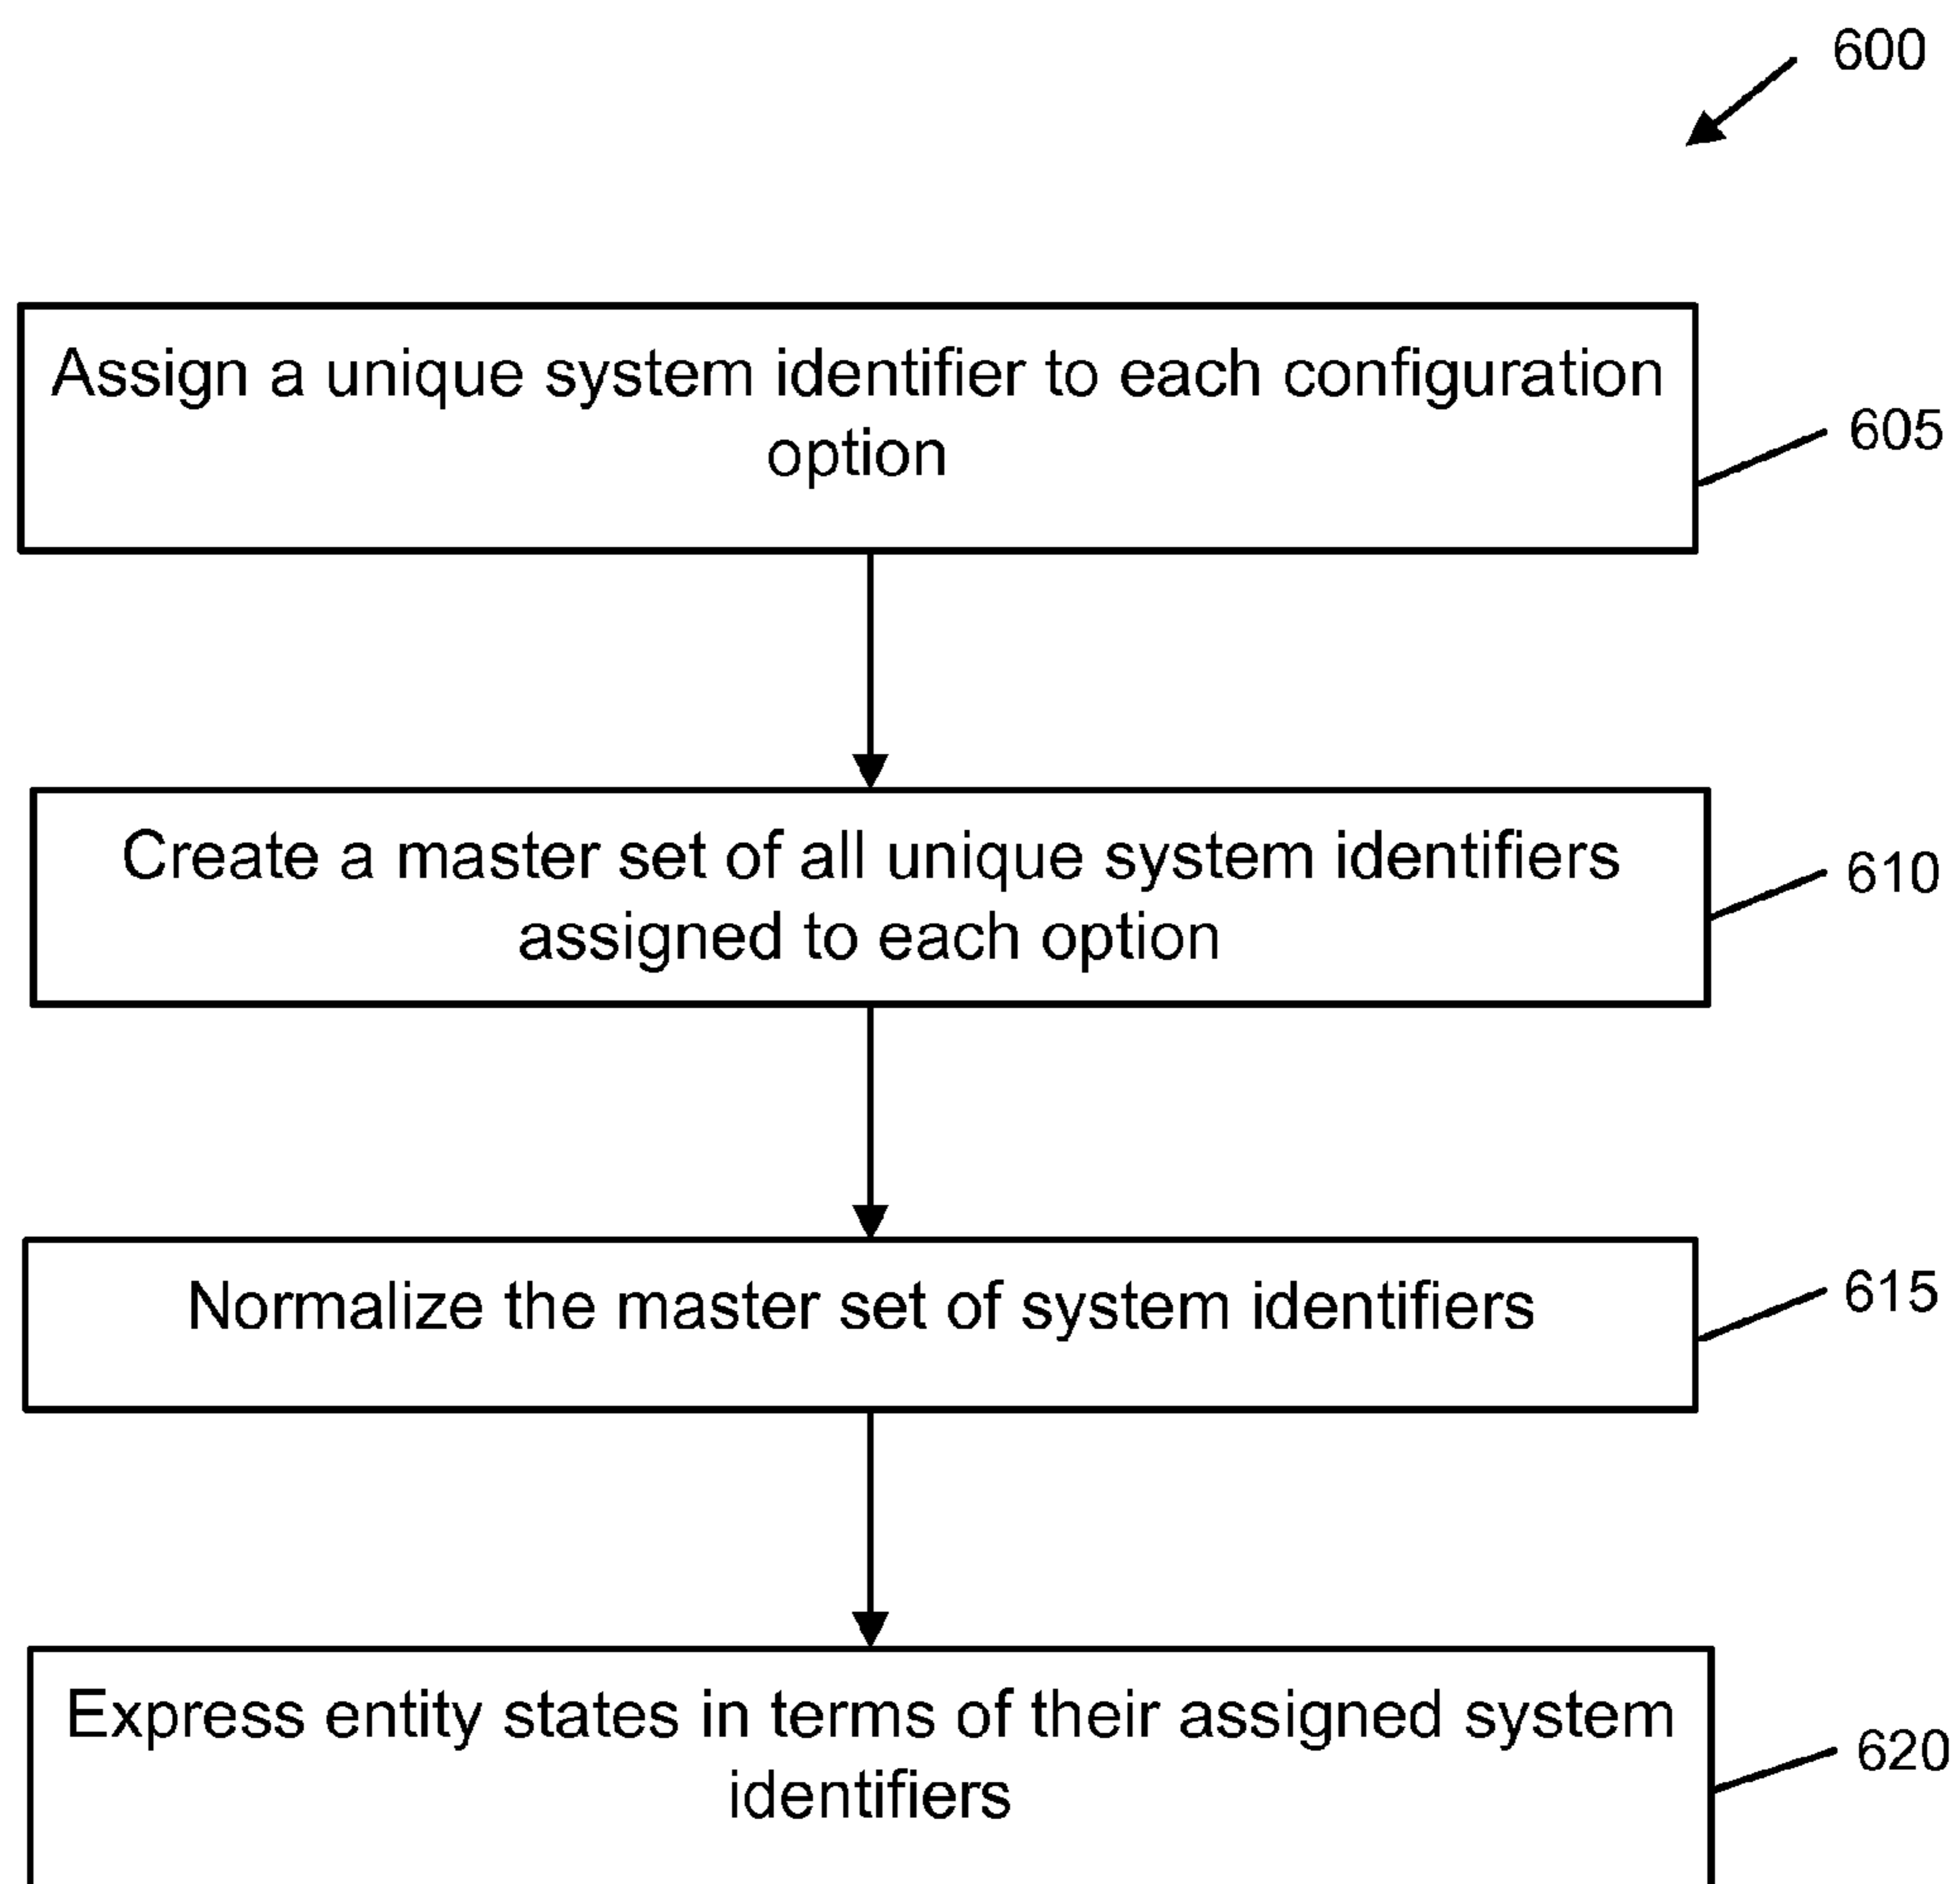 600
Assign a unique system identifier to each configuration
option
605
Create a master set of all unique system identifiers
assigned to each option
610
Normalize the master set of system identifiers
615
Express entity states in terms of their assigned system
identifiers
620